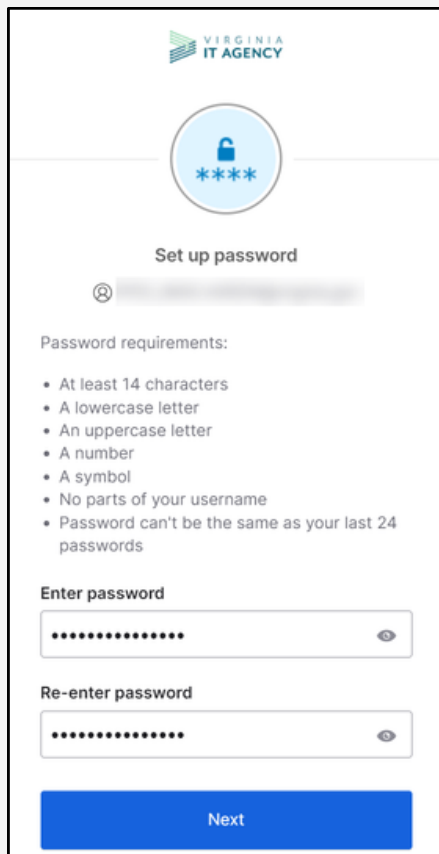 VIRGINIA
IT AGENCY
****
Set up password
Password requirements:
• At least 14 characters
• A lowercase letter
• An uppercase letter
• A number
• A symbol
• No parts of your username
• Password can't be the same as your last 24
passwords
Enter password
•••••••••••••••
Re-enter password
•••••••••••••••
Next